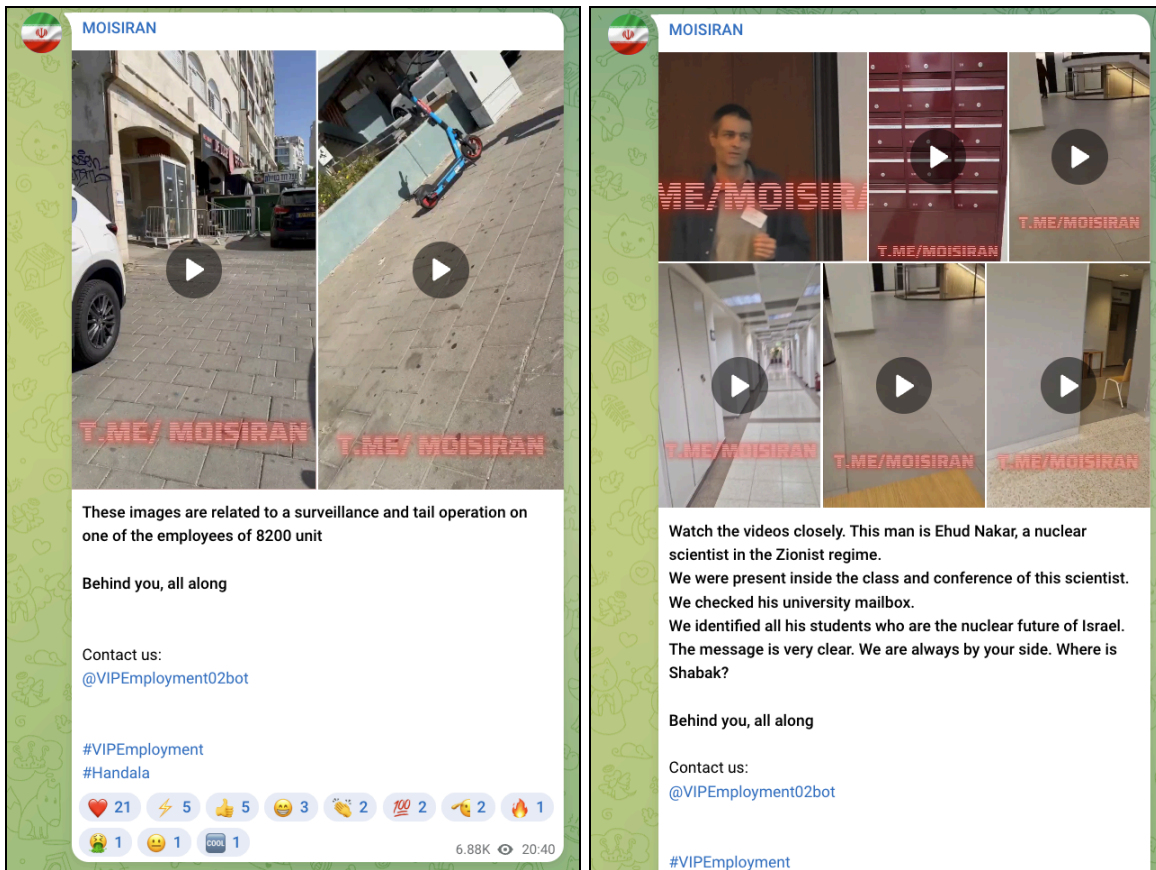 MOISIRAN
T.ME/ MOISIRAN
T.ME/ MOISIRAN
These images are related to a surveillance and tail operation on
one of the employees of 8200 unit
Behind you, all along
Contact us:
@VIPEmployment02bot
#VIPEmployment
#Handala
21
5
5
3
2
2
2
1
1
1
COOL 1
6.88K 20:40
MOISIRAN
ME/MOISIRA
T.ME/MOISIRAN
T.ME/MOISIRAN
T.ME/MOISIRAN
T.ME/MOISIRAN
T.ME/MOISIRAN
Watch the videos closely. This man is Ehud Nakar, a nuclear
scientist in the Zionist regime.
We were present inside the class and conference of this scientist.
We checked his university mailbox.
We identified all his students who are the nuclear future of Israel.
The message is very clear. We are always by your side. Where is
Shabak?
Behind you, all along
Contact us:
@VIPEmployment02bot
#VIPEmployment